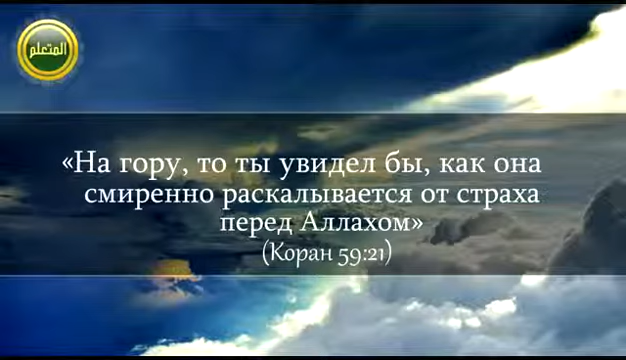 المتعلم
«На гору, то ты увидел бы, как она
смиренно раскалывается от страха
перед Аллахом»
(Коран 59:21)